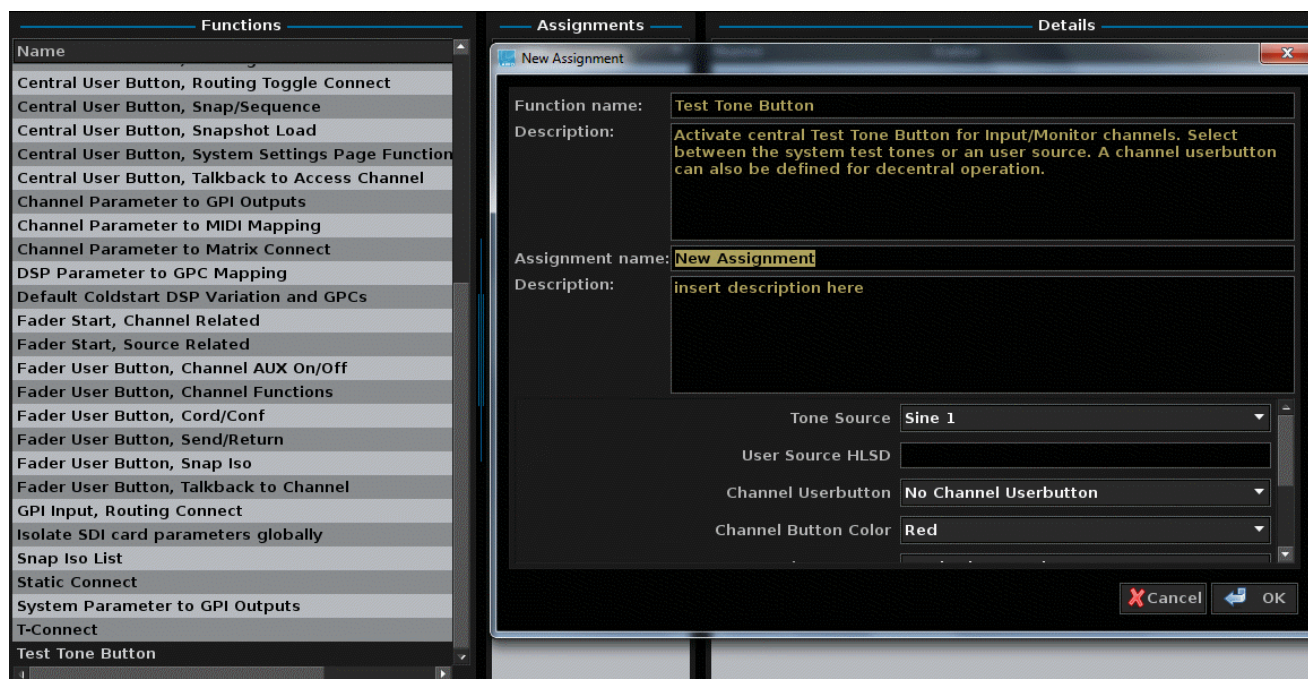 Functions
Assignments
Details
Name
Central User Button, Routing Toggle Connect
Central User Button, Snap/Sequence
Central User Button, Snapshot Load
Central User Button, System Settings Page Function
Central User Button, Talkback to Access Channel
Channel Parameter to GPI Outputs
Channel Parameter to MIDI Mapping
Channel Parameter to Matrix Connect
DSP Parameter to GPC Mapping
Default Coldstart DSP Variation and GPCs
Fader Start, Channel Related
Fader Start, Source Related
Fader User Button, Channel AUX On/Off
Fader User Button, Channel Functions
Fader User Button, Cord/Conf
Fader User Button, Send/Return
Fader User Button, Snap Iso
Fader User Button, Talkback to Channel
GPI Input, Routing Connect
Isolate SDI card parameters globally
Snap Iso List
Static Connect
System Parameter to GPI Outputs
T-Connect
Test Tone Button
New Assignment
Function name: Test Tone Button
Description: Activate central Test Tone Button for Input/Monitor channels. Select
between the system test tones or an user source. A channel userbutton
can also be defined for decentral operation.
Assignment name: New Assignment
Description: insert description here
Tone Source Sine 1
User Source HLSD
Channel Userbutton No Channel Userbutton
Channel Button Color Red
Cancel OK